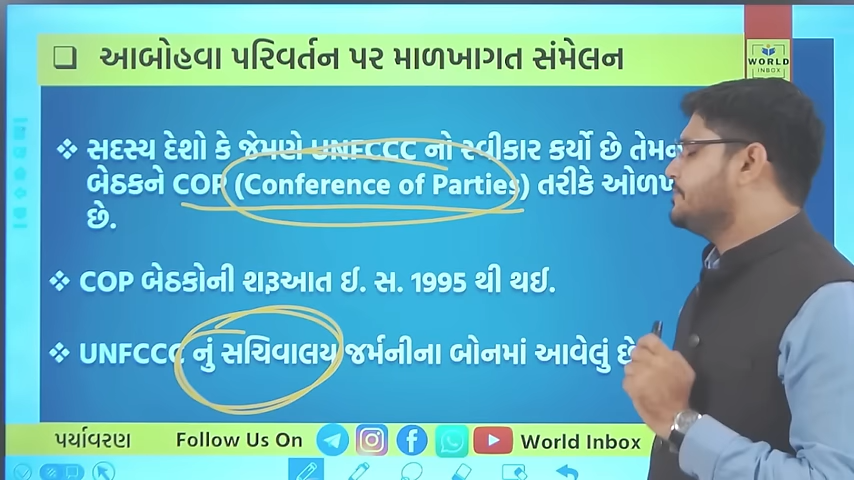 ❑ આબોહવા પરિવર્તન પર માળખાગત સંમેલન
WORLD
INBOX
❖ સદસ્ય દેશો કે જેમણે UNFCCC નો સ્વીકાર કર્યો છે
બેઠકને COP (Conference of Parties) તરીકે
છે.
❖ COP બેઠકોની શરૂઆત ઈ. સ. 1995 થી થઈ.
❖ UNFCCC નું સચિવાલય જર્મનીના બોનમાં આવેલું છે
પર્યાવરણ Follow Us On World Inbox